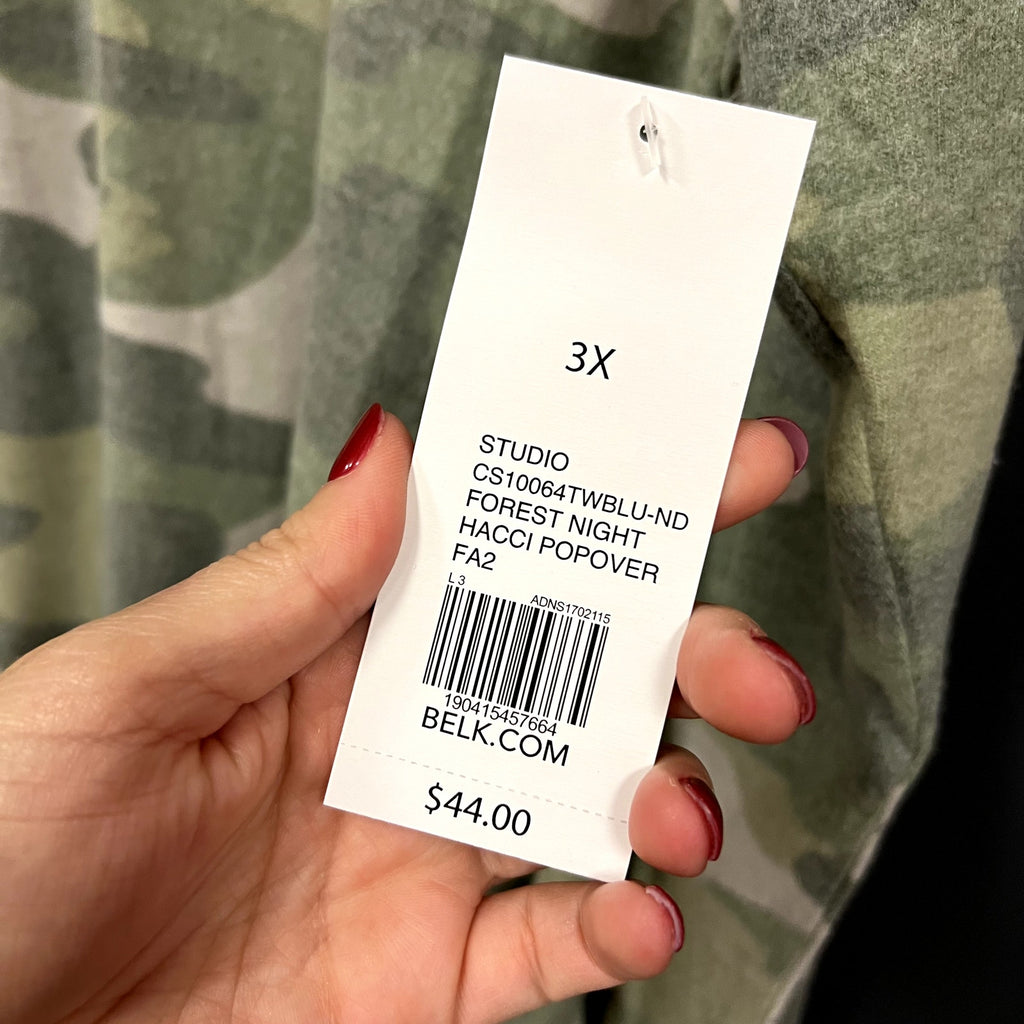 3X
STUDIO
CS10064TWBLU-ND
FOREST NIGHT
HACCI POPOVER
FA2
L 3
ADNS1702115
190415457664
BELK.COM
$44.00